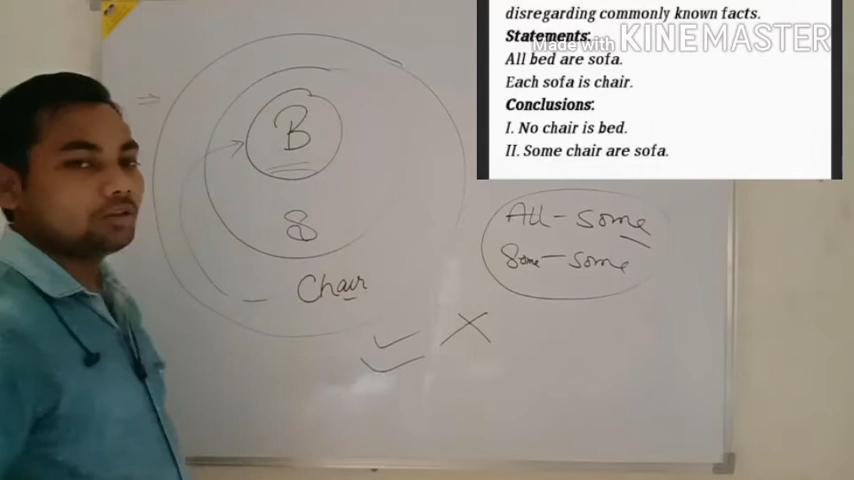 disregarding commonly known facts.
Statements:
Made with KINEMASTER
All bed are sofa.
Each sofa is chair.
Conclusions:
I. No chair is bed.
II. Some chair are sofa.
B
S
Chair
All - some
Some - some